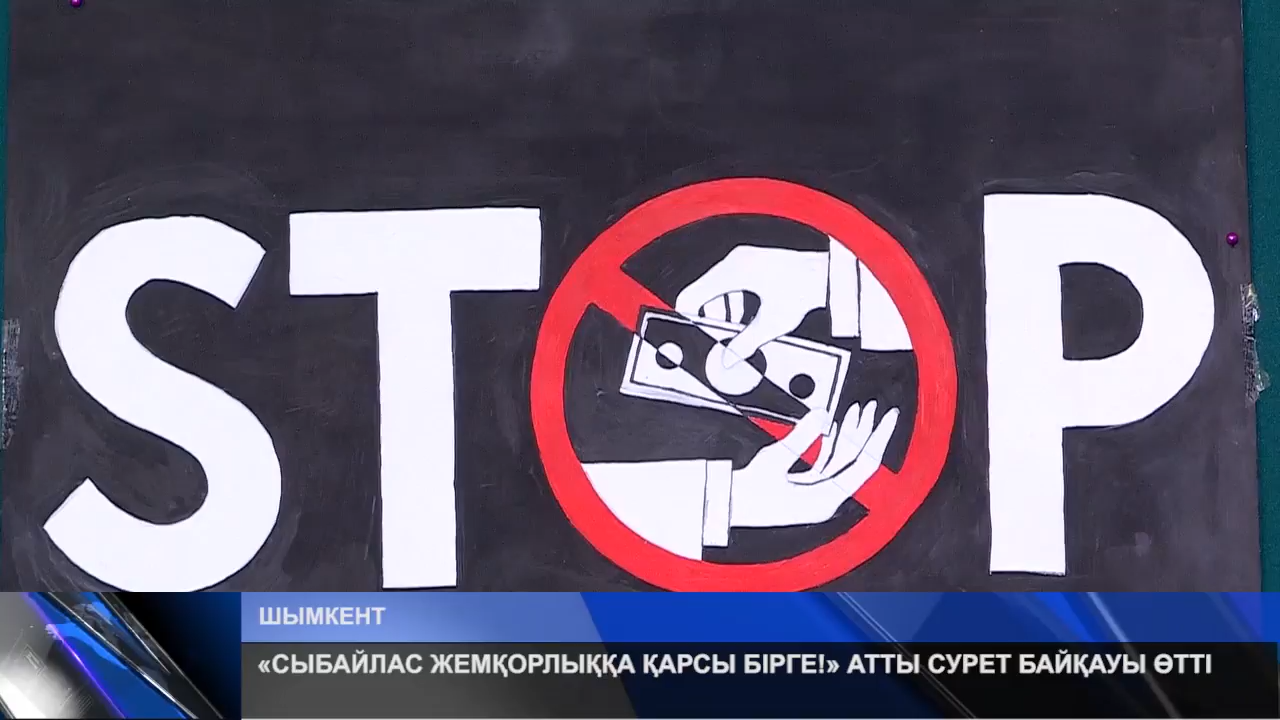 STOP
ШЫМКЕНТ
«СЫБАЙЛАС ЖЕМҚОРЛЫҚҚА ҚАРСЫ БІРГЕ!» АТТЫ СУРЕТ БАЙҚАУЫ ӨТТІ